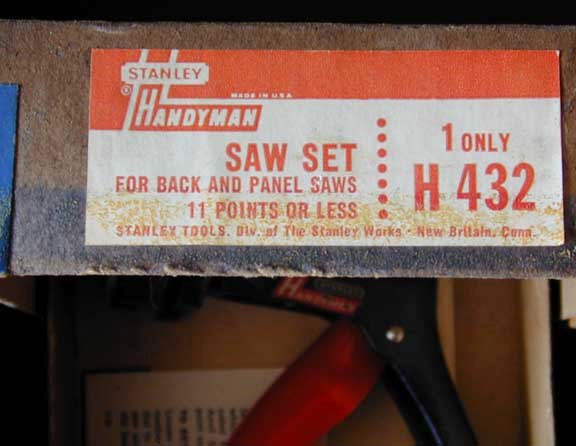 STANLEY
®
MADE IN U.S.A.
HANDYMAN
SAW SET
FOR BACK AND PANEL SAWS
11 POINTS OR LESS
1 ONLY
H 432
STANLEY TOOLS. Div. of The Stanley Works - New Britain, Conn.
HANDYMAN